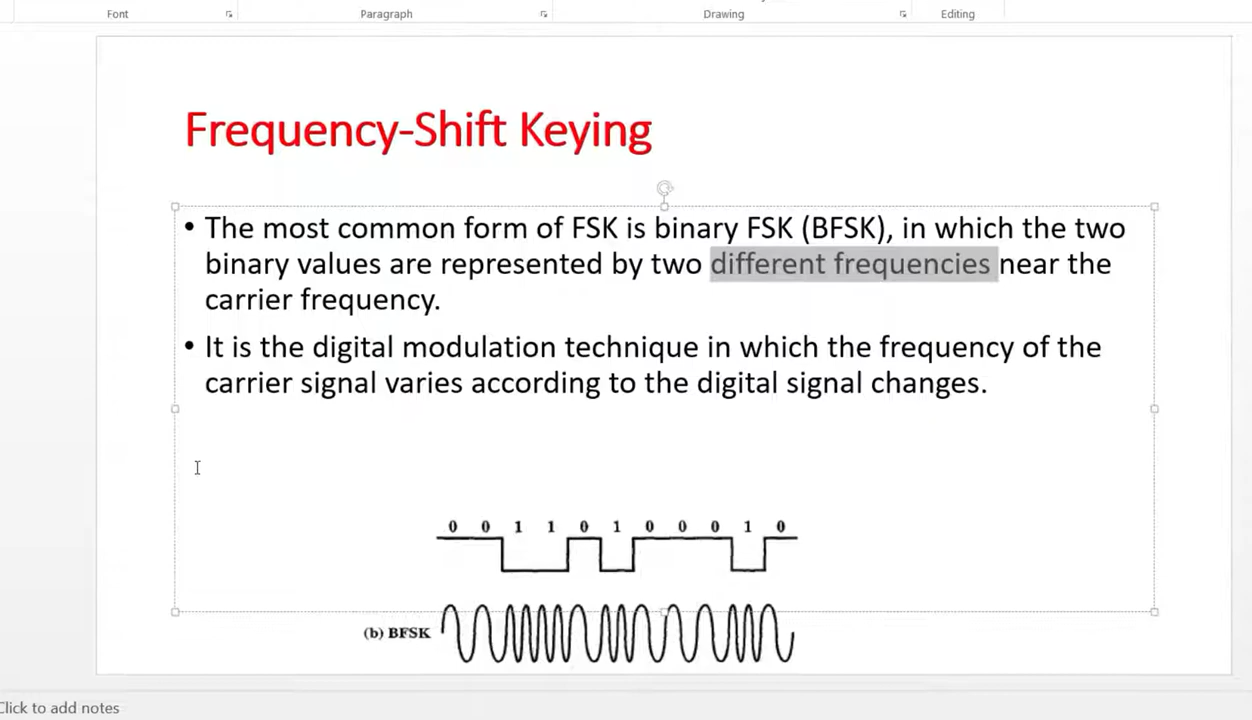 Font Paragraph Drawing Editing
Frequency-Shift Keying
• The most common form of FSK is binary FSK (BFSK), in which the two
binary values are represented by two different frequencies near the
carrier frequency.
• It is the digital modulation technique in which the frequency of the
carrier signal varies according to the digital signal changes.
0 0 1 1 0 1 0 0 0 1 0
(b) BFSK
Click to add notes